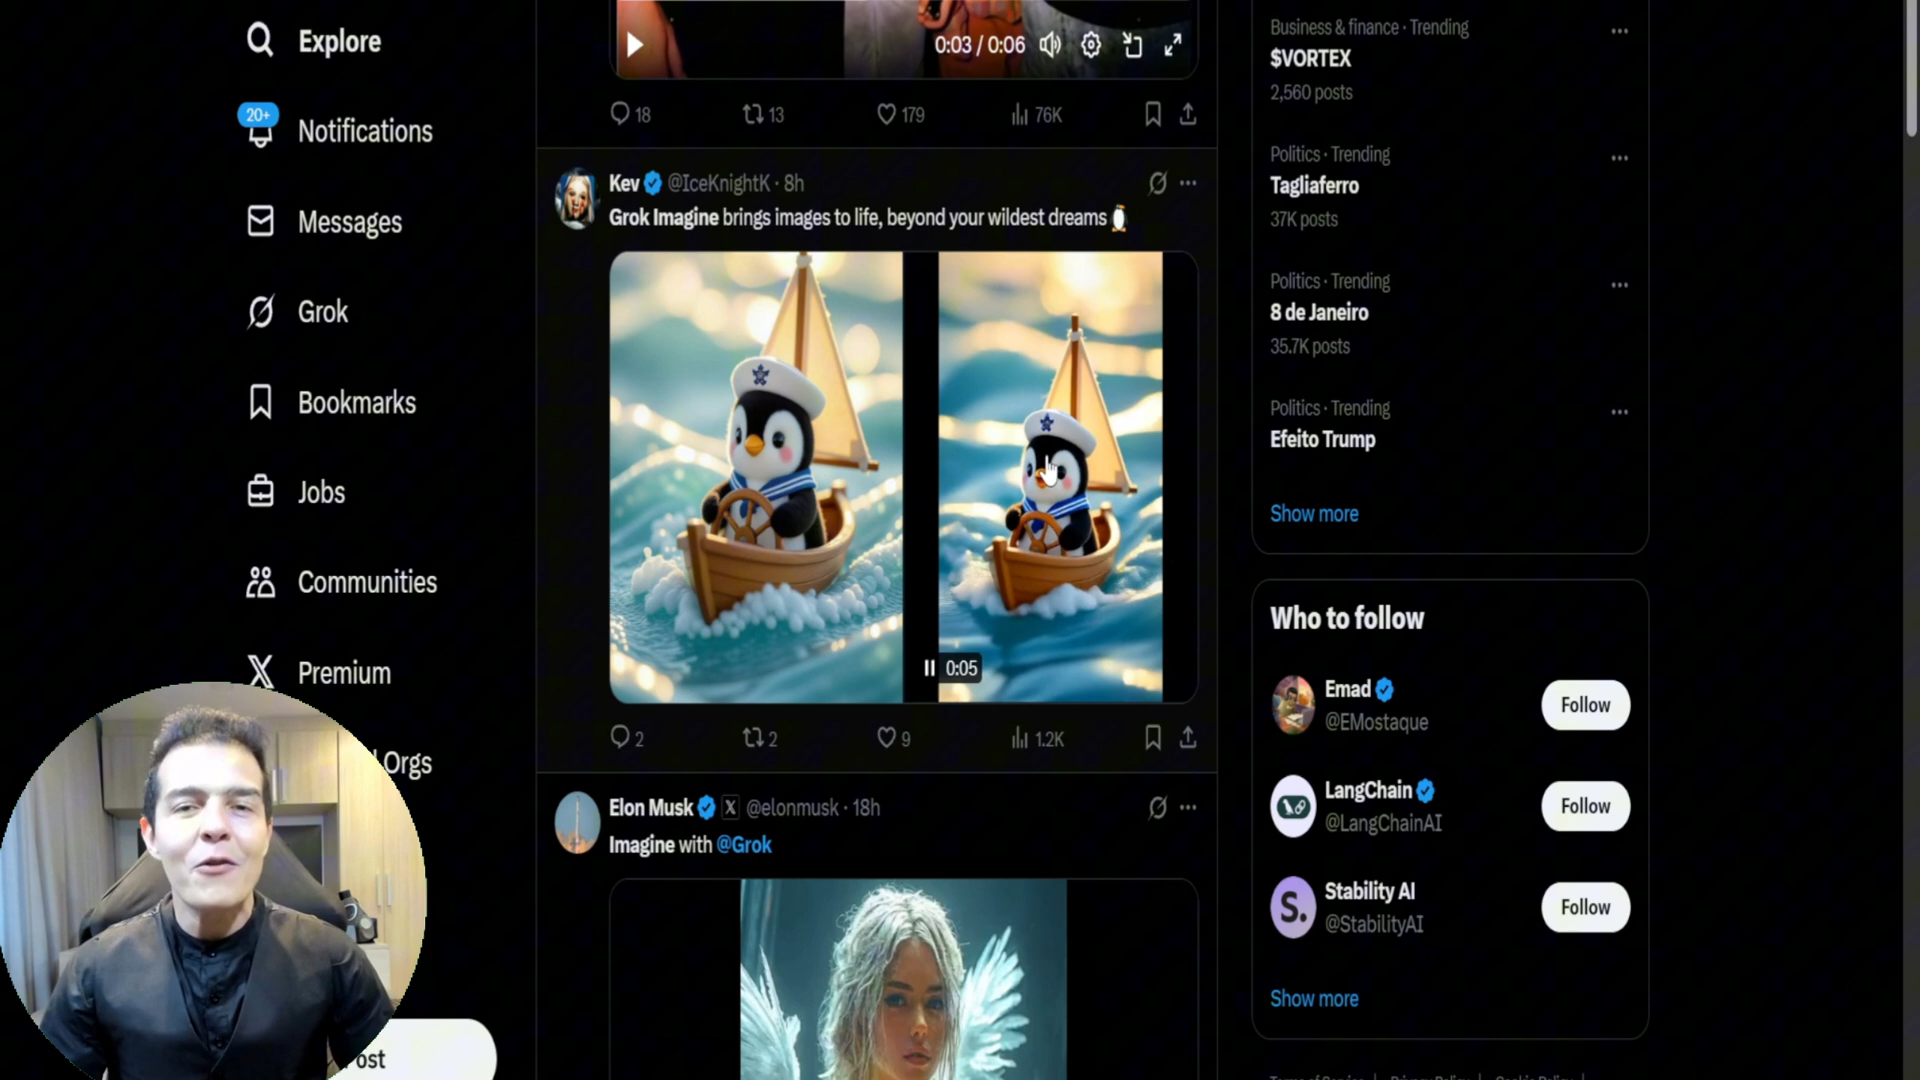 Explore
20+
Notifications
Messages
Grok
Bookmarks
Jobs
Communities
Premium
Orgs
ost
0:03 / 0:06
18
13
179
76K
Kev @IceKnightK · 8h
Grok Imagine brings images to life, beyond your wildest dreams
0:05
2
2
9
1.2K
Elon Musk X @elonmusk · 18h
Imagine with @Grok
Business & finance · Trending
$VORTEX
2,560 posts
Politics · Trending
Tagliaferro
37K posts
Politics · Trending
8 de Janeiro
35.7K posts
Politics · Trending
Efeito Trump
Show more
Who to follow
Emad
@EMostaque
Follow
LangChain
@LangChainAI
Follow
S.
Stability AI
@StabilityAI
Follow
Show more